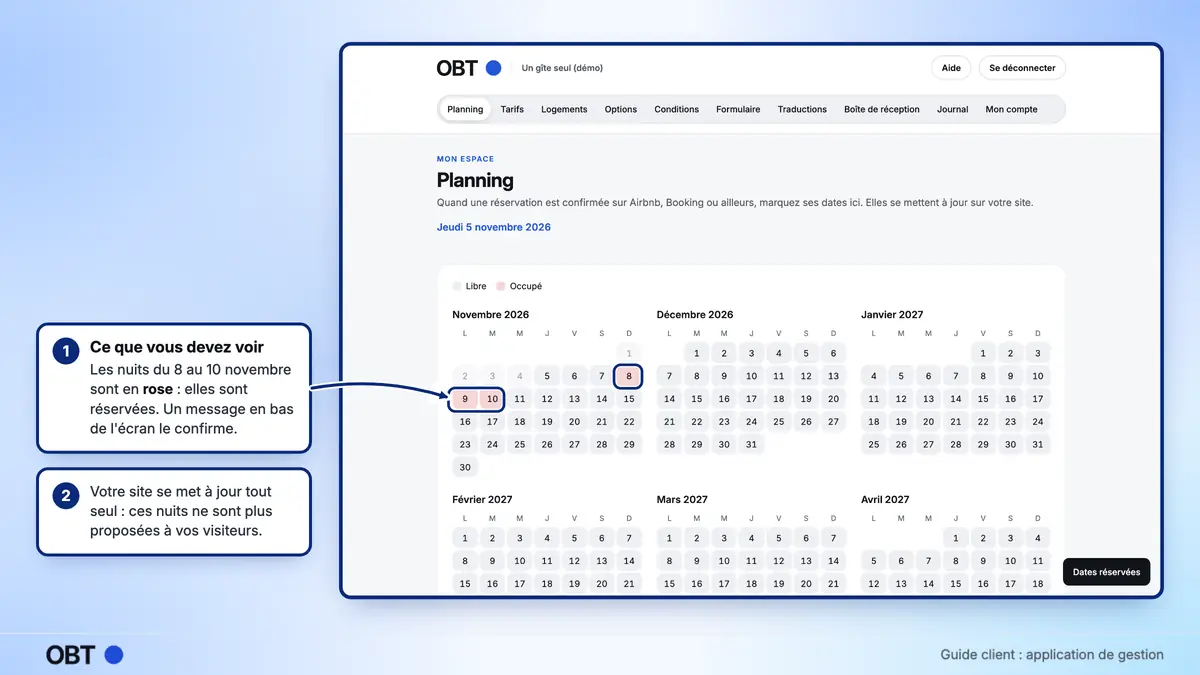 OBT
Un gîte seul (démo)
Aide
Se déconnecter
Planning Tarifs Logements Options Conditions Formulaire Traductions Boîte de réception Journal Mon compte
MON ESPACE
Planning
Quand une réservation est confirmée sur Airbnb, Booking ou ailleurs, marquez ses dates ici. Elles se mettent à jour sur votre site.
Jeudi 5 novembre 2026
Libre Occupé
Novembre 2026
L M M J V S D
1
2 3 4 5 6 7 8
9 10 11 12 13 14 15
16 17 18 19 20 21 22
23 24 25 26 27 28 29
30
Décembre 2026
L M M J V S D
1 2 3 4 5 6
7 8 9 10 11 12 13
14 15 16 17 18 19 20
21 22 23 24 25 26 27
28 29 30 31
Janvier 2027
L M M J V S D
1 2 3
4 5 6 7 8 9 10
11 12 13 14 15 16 17
18 19 20 21 22 23 24
25 26 27 28 29 30 31
Février 2027
L M M J V S D
1 2 3 4 5 6 7
8 9 10 11 12 13 14
15 16 17 18 19 20 21
Mars 2027
L M M J V S D
1 2 3 4 5 6 7
8 9 10 11 12 13 14
15 16 17 18 19 20 21
Avril 2027
L M M J V S D
1 2 3 4
5 6 7 8 9 10 11
12 13 14 15 16 17 18
Dates réservées
1
Ce que vous devez voir
Les nuits du 8 au 10 novembre
sont en rose : elles sont
réservées. Un message en bas
de l'écran le confirme.
2
Votre site se met à jour tout
seul : ces nuits ne sont plus
proposées à vos visiteurs.
OBT
Guide client : application de gestion